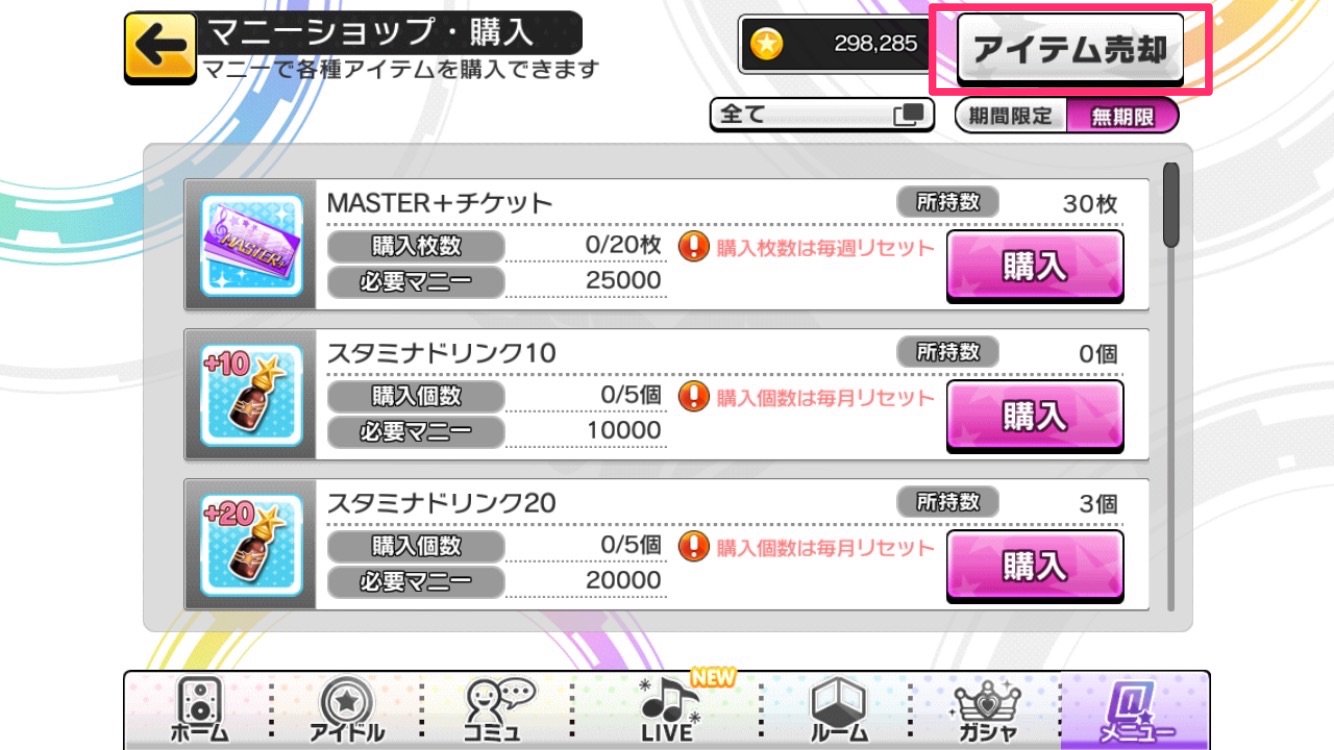 マニーショップ・購入
マニーで各種アイテムを購入できます
298,285
アイテム売却
全て
期間限定 無期限
MASTER+
MASTER＋チケット 所持数 30枚
購入枚数 0/20枚 購入枚数は毎週リセット
必要マニー 25000
購入
+10
スタミナドリンク10 所持数 0個
購入個数 0/5個 購入個数は毎月リセット
必要マニー 10000
購入
+20
スタミナドリンク20 所持数 3個
購入個数 0/5個 購入個数は毎月リセット
必要マニー 20000
購入
NEW
ホーム アイドル コミュ LIVE ルーム ガシャ メニュー